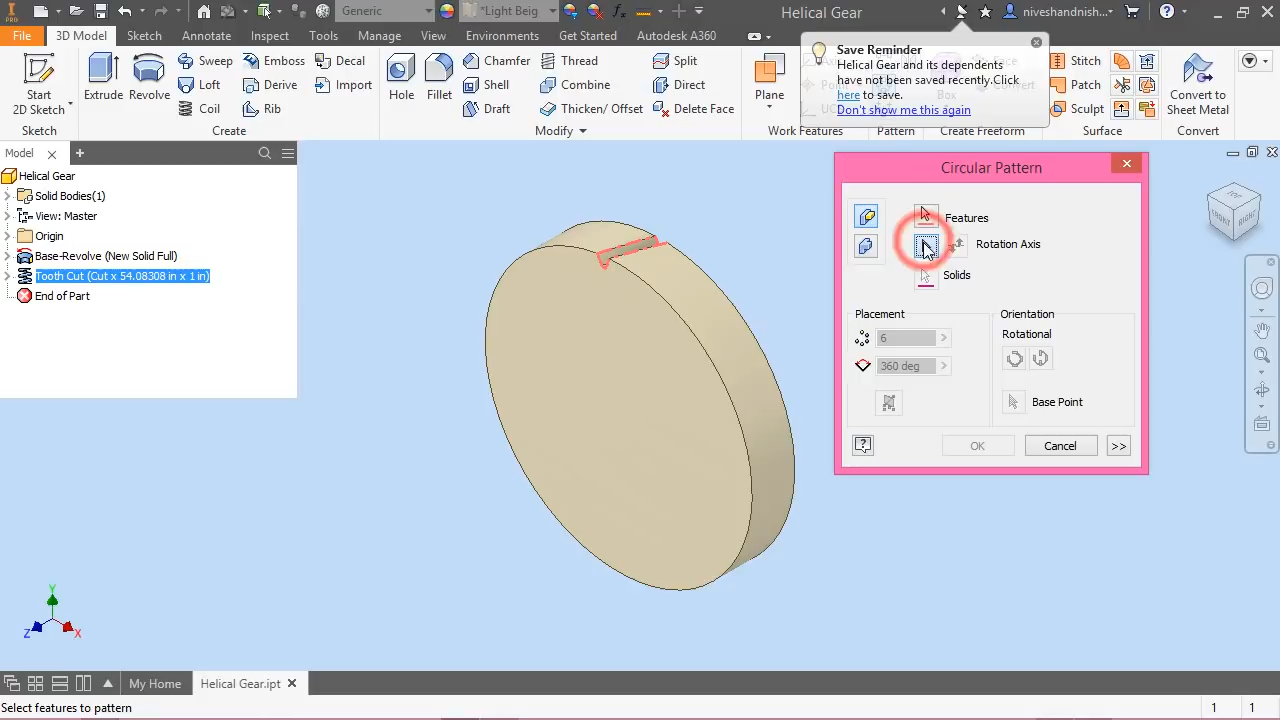 PRO
Generic
*Light Beig
Helical Gear
niveshandnish...
File
3D Model
Sketch
Annotate
Inspect
Tools
Manage
View
Environments
Get Started
Autodesk A360
Start
2D Sketch
Extrude
Revolve
Sweep
Emboss
Decal
Loft
Derive
Import
Coil
Rib
Hole
Fillet
Chamfer
Thread
Split
Shell
Combine
Direct
Draft
Thicken/ Offset
Delete Face
Plane
Stitch
Patch
Sculpt
Convert to
Sheet Metal
Sketch
Create
Modify
Work Features
Pattern
Create Freeform
Surface
Convert
Save Reminder
Helical Gear and its dependents
have not been saved recently.Click
here to save.
Don't show me this again
Model
Helical Gear
Solid Bodies(1)
View: Master
Origin
Base-Revolve (New Solid Full)
Tooth Cut (Cut x 54.08308 in x 1 in)
End of Part
Circular Pattern
Features
Rotation Axis
Solids
Placement
6
360 deg
Orientation
Rotational
Base Point
OK
Cancel
>>
TOP
FRONT
RIGHT
Y
Z
X
My Home
Helical Gear.ipt
Select features to pattern
1
1